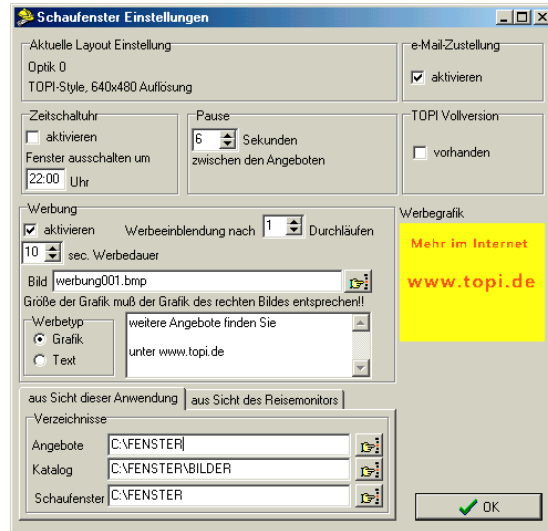 Schaufenster Einstellungen
Aktuelle Layout Einstellung
Optik 0
TOPI-Style, 640x480 Auflösung
e-Mail-Zustellung
aktivieren
Zeitschaltuhr
aktivieren
Fenster ausschalten um
22:00 Uhr
Pause
6 Sekunden
zwischen den Angeboten
TOPI Vollversion
vorhanden
Werbung
aktivieren Werbeeinblendung nach 1 Durchläufen
10 sec. Werbedauer
Bild werbung001.bmp
Größe der Grafik muß der Grafik des rechten Bildes entsprechen!!
Werbetyp
Grafik
Text
weitere Angebote finden Sie
unter www.topi.de
Werbegrafik
Mehr im Internet
www.topi.de
aus Sicht dieser Anwendung aus Sicht des Reisemonitors
Verzeichnisse
Angebote C:\FENSTER
Katalog C:\FENSTER\BILDER
Schaufenster C:\FENSTER
OK